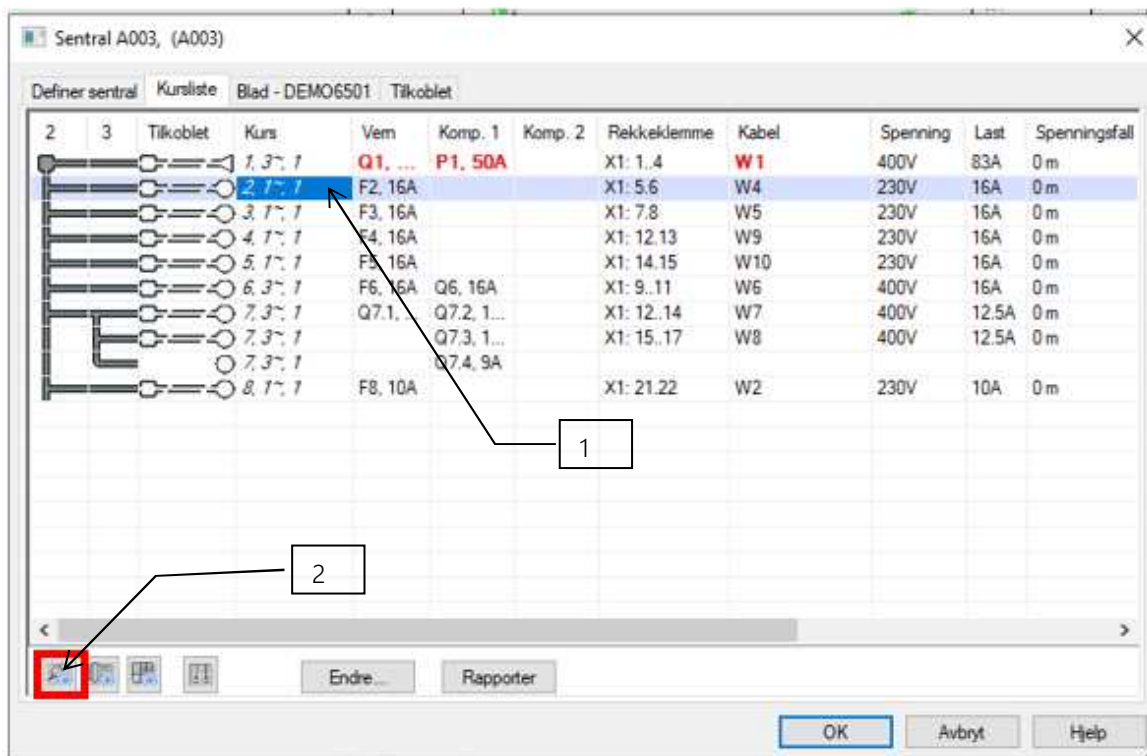 Sentral A003, (A003)
Definer sentral Kursliste Blad - DEMO6501 Tilkoblet
2 3 Tilkoblet Kurs Vern Komp. 1 Komp. 2 Rekkeklemme Kabel Spenning Last Spenningsfall
1, 3~, 1 Q1, ... P1, 50A X1: 1..4 W1 400V 83A 0 m
2, 1~, 1 F2, 16A X1: 5.6 W4 230V 16A 0 m
3, 1~, 1 F3, 16A X1: 7.8 W5 230V 16A 0 m
4, 1~, 1 F4, 16A X1: 12.13 W9 230V 16A 0 m
5, 1~, 1 F5, 16A X1: 14.15 W10 230V 16A 0 m
6, 3~, 1 F6, 16A Q6, 16A X1: 9..11 W6 400V 16A 0 m
7, 3~, 1 Q7.1, ... Q7.2, 1... X1: 12..14 W7 400V 12.5A 0 m
7, 3~, 1 Q7.3, 1... X1: 15..17 W8 400V 12.5A 0 m
7, 3~, 1 Q7.4, 9A
8, 1~, 1 F8, 10A X1: 21.22 W2 230V 10A 0 m
1
2
Endre... Rapporter
OK Avbryt Hjelp